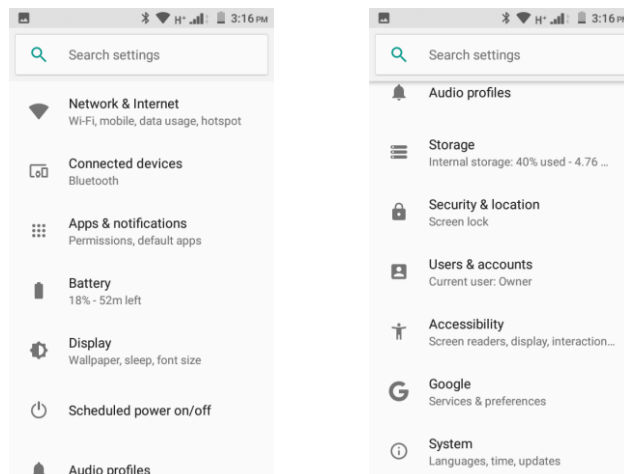 H+ 3:16 PM
Search settings
Network & Internet
Wi-Fi, mobile, data usage, hotspot
Connected devices
Bluetooth
Apps & notifications
Permissions, default apps
Battery
18% - 52m left
Display
Wallpaper, sleep, font size
Scheduled power on/off
Audio profiles
H+ 3:16 PM
Search settings
Audio profiles
Storage
Internal storage: 40% used - 4.76 ...
Security & location
Screen lock
Users & accounts
Current user: Owner
Accessibility
Screen readers, display, interaction...
Google
Services & preferences
System
Languages, time, updates